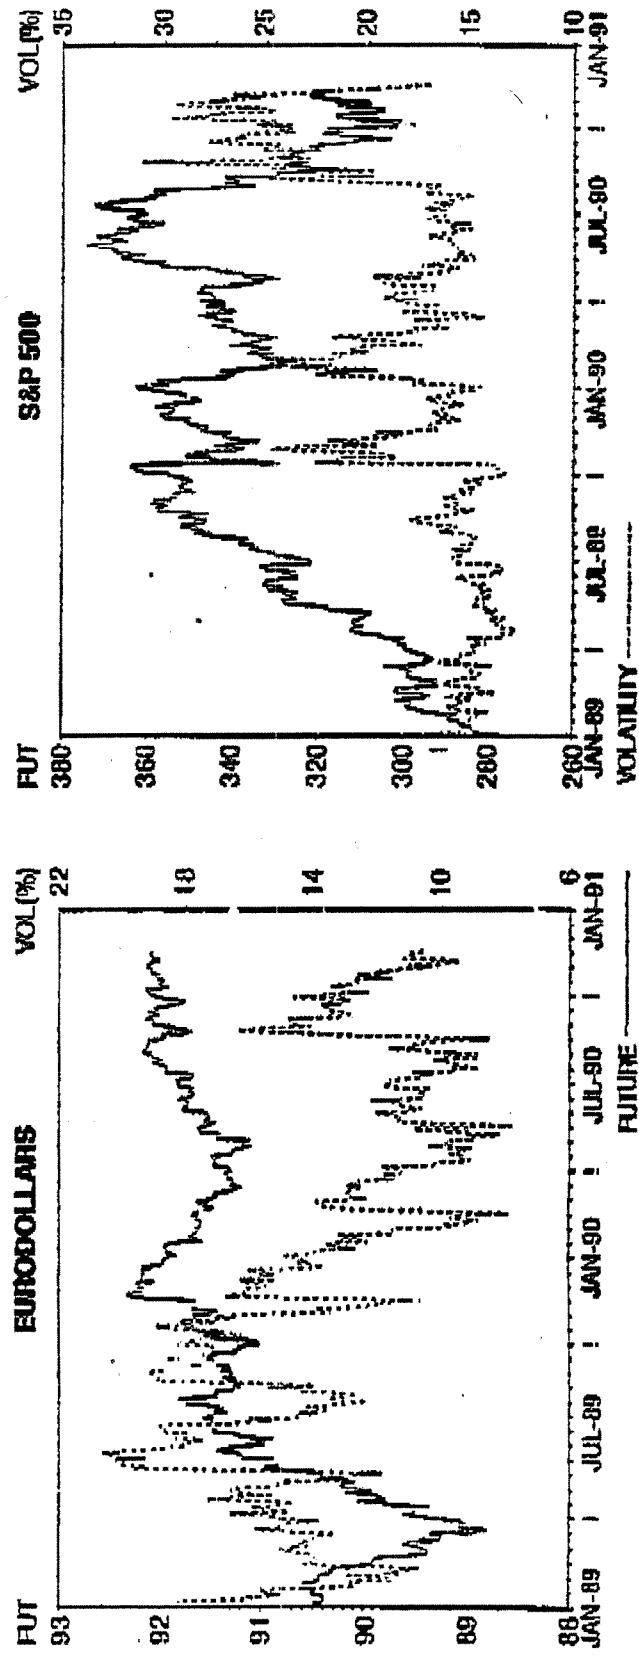 EURODOLLARS
FUT
VOL(%)
93
92
91
90
89
88
22
18
14
10
6
JAN-89
JUL-89
JAN-90
JUL-90
JAN-91
FUTURE
S&P 500
FUT
VOL(%)
380
360
340
320
300
280
260
35
30
25
20
15
10
JAN-89
JUL-89
JAN-90
JUL-90
JAN-91
VOLATILITY